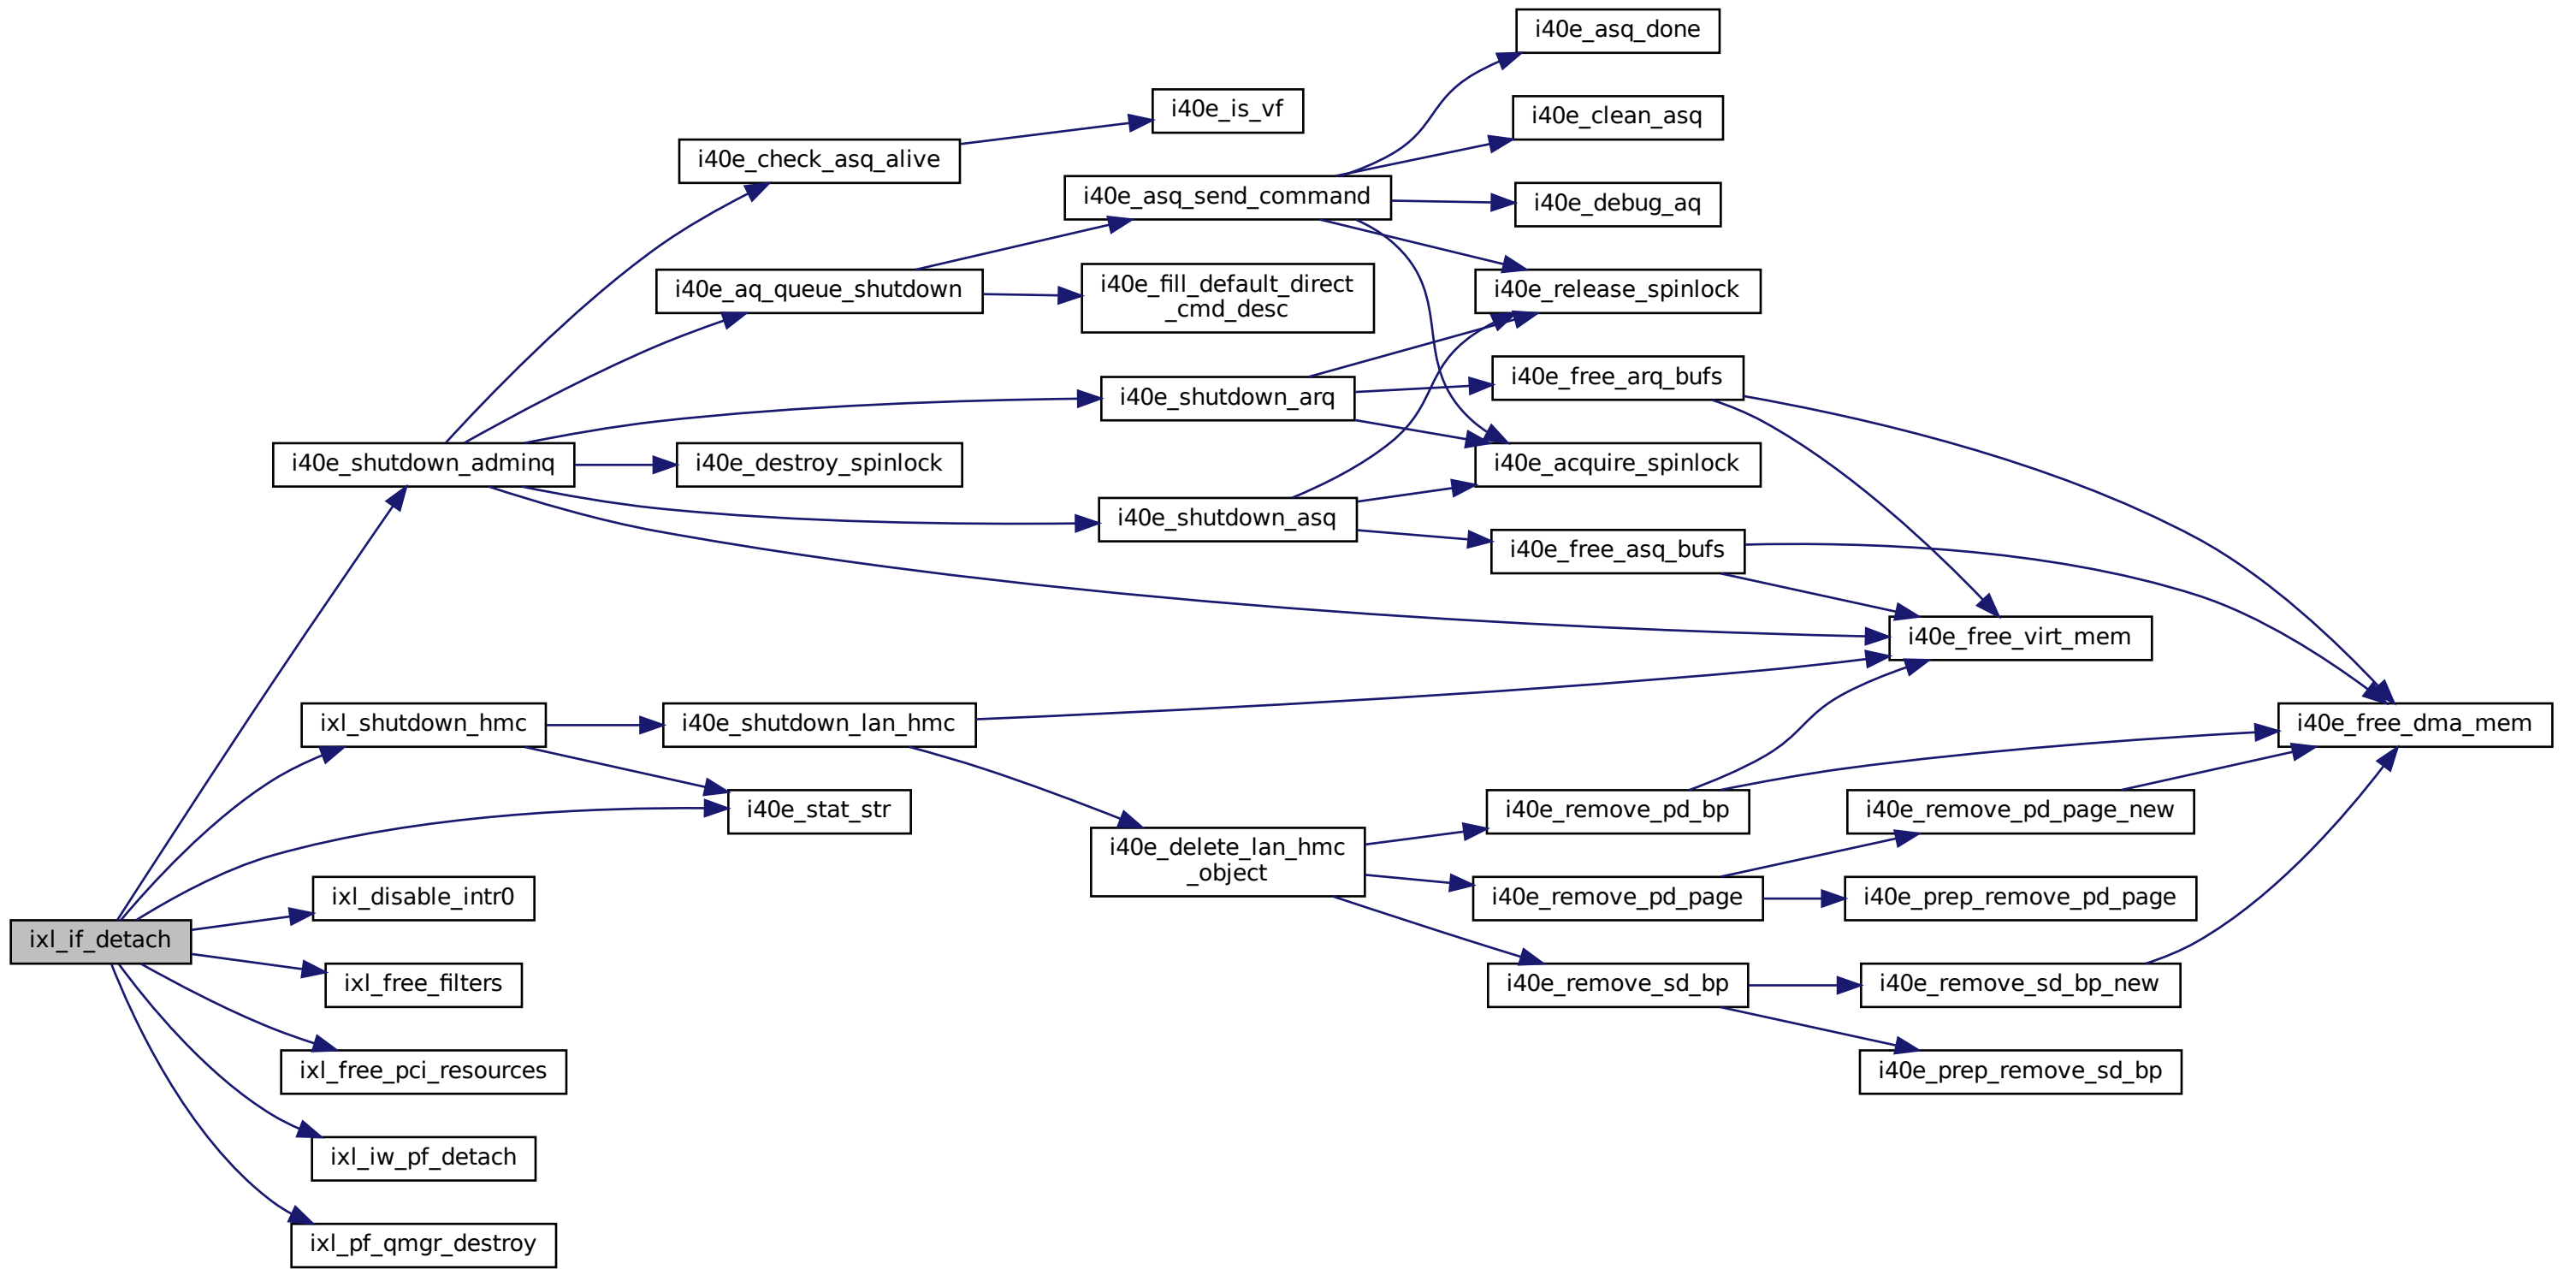 i40e_asq_done
i40e_is_vf
i40e_clean_asq
i40e_check_asq_alive
i40e_asq_send_command
i40e_debug_aq
i40e_aq_queue_shutdown
i40e_fill_default_direct
_cmd_desc
i40e_release_spinlock
i40e_shutdown_arq
i40e_free_arq_bufs
i40e_shutdown_adminq
i40e_destroy_spinlock
i40e_acquire_spinlock
i40e_shutdown_asq
i40e_free_asq_bufs
i40e_free_virt_mem
ixl_shutdown_hmc
i40e_shutdown_lan_hmc
i40e_free_dma_mem
i40e_stat_str
i40e_remove_pd_bp
i40e_remove_pd_page_new
i40e_delete_lan_hmc
_object
ixl_disable_intr0
i40e_remove_pd_page
i40e_prep_remove_pd_page
ixl_if_detach
ixl_free_filters
i40e_remove_sd_bp
i40e_remove_sd_bp_new
ixl_free_pci_resources
i40e_prep_remove_sd_bp
ixl_iw_pf_detach
ixl_pf_qmgr_destroy